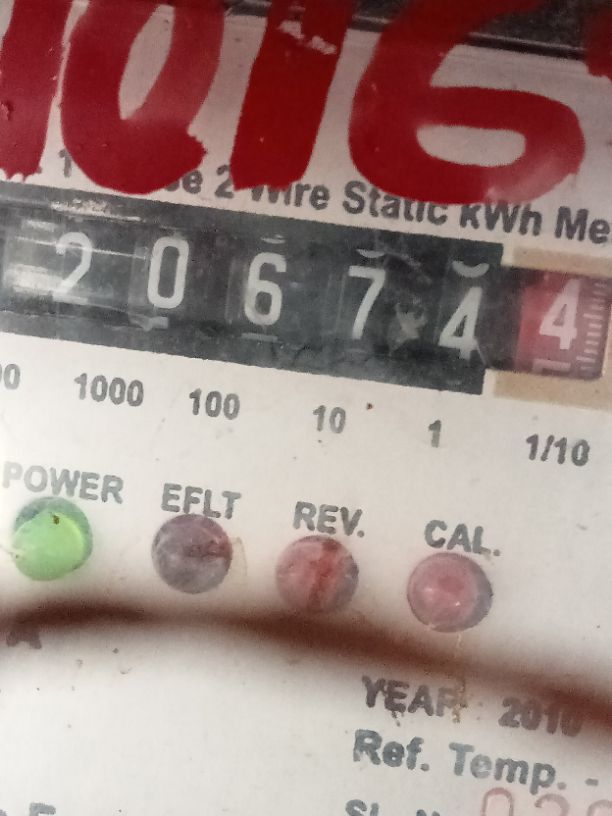 1016
2 Wire Static kWh Me
2 0 6 7 4 4
1000 100 10 1 1/10
POWER EFLT REV. CAL.
YEAR : 2010
Ref. Temp. -